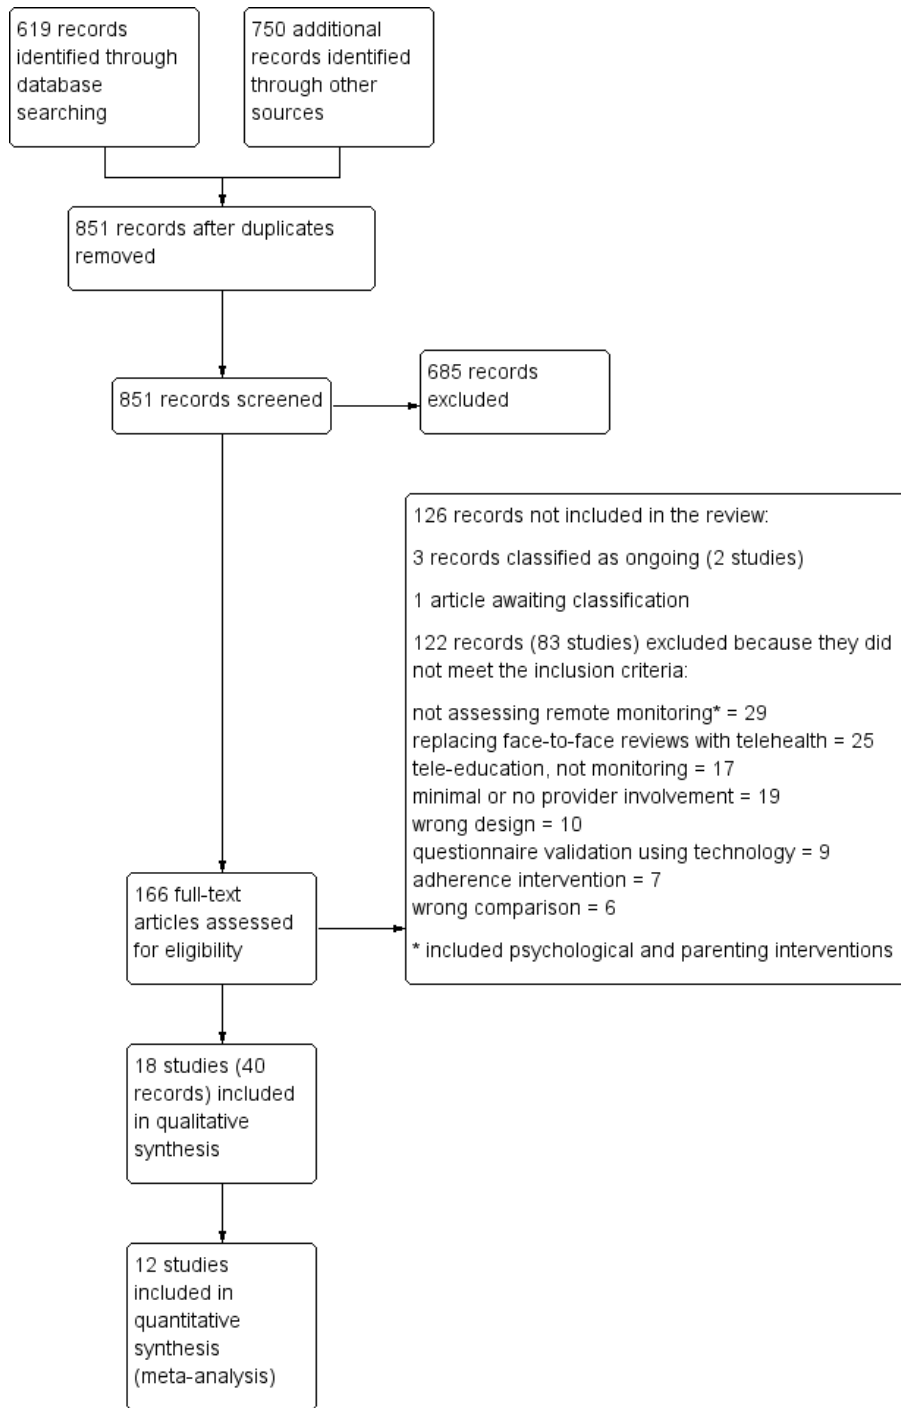 619 records
identified through
database
searching
750 additional
records identified
through other
sources
851 records after duplicates
removed
851 records screened
685 records
excluded
126 records not included in the review:
3 records classified as ongoing (2 studies)
1 article awaiting classification
122 records (83 studies) excluded because they did
not meet the inclusion criteria:
not assessing remote monitoring* = 29
replacing face-to-face reviews with telehealth = 25
tele-education, not monitoring = 17
minimal or no provider involvement = 19
wrong design = 10
questionnaire validation using technology = 9
adherence intervention = 7
wrong comparison = 6
* included psychological and parenting interventions
166 full-text
articles assessed
for eligibility
18 studies (40
records) included
in qualitative
synthesis
12 studies
included in
quantitative
synthesis
(meta-analysis)